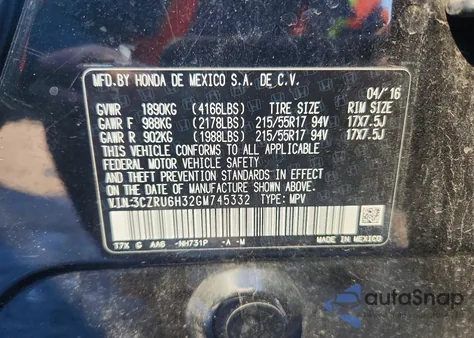 MFD.BY HONDA DE MEXICO S.A. DE C.V.
04/'16
GVWR 1890KG (4166LBS) TIRE SIZE RIM SIZE
GAWR F 988KG (2178LBS) 215/55R17 94V 17X7.5J
GAWR R 902KG (1988LBS) 215/55R17 94V 17X7.5J
THIS VEHICLE CONFORMS TO ALL APPLICABLE
FEDERAL MOTOR VEHICLE SAFETY
AND THEFT PREVENTION STANDARDS IN EFFECT ON
THE DATE OF MANUFACTURE SHOWN ABOVE.
V.I.N:3CZRU6H32GM745332 TYPE: MPV
T7X G AA6 -NH731P -A -M
MADE IN MEXICO
autoSnap